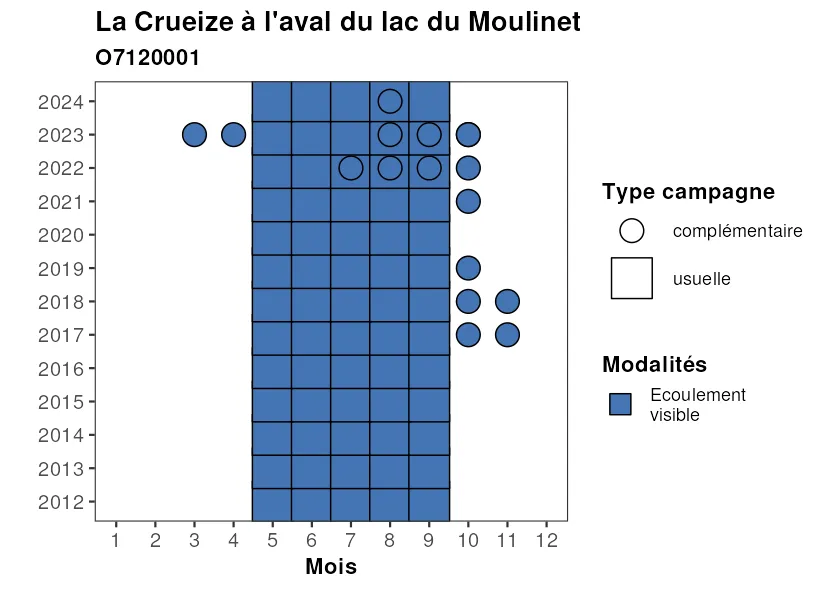 La Crueize à l'aval du lac du Moulinet
O7120001
2024
2023
2022
2021
2020
2019
2018
2017
2016
2015
2014
2013
2012
1 2 3 4 5 6 7 8 9 10 11 12
Mois
Type campagne
complémentaire
usuelle
Modalités
Ecoulement
visible